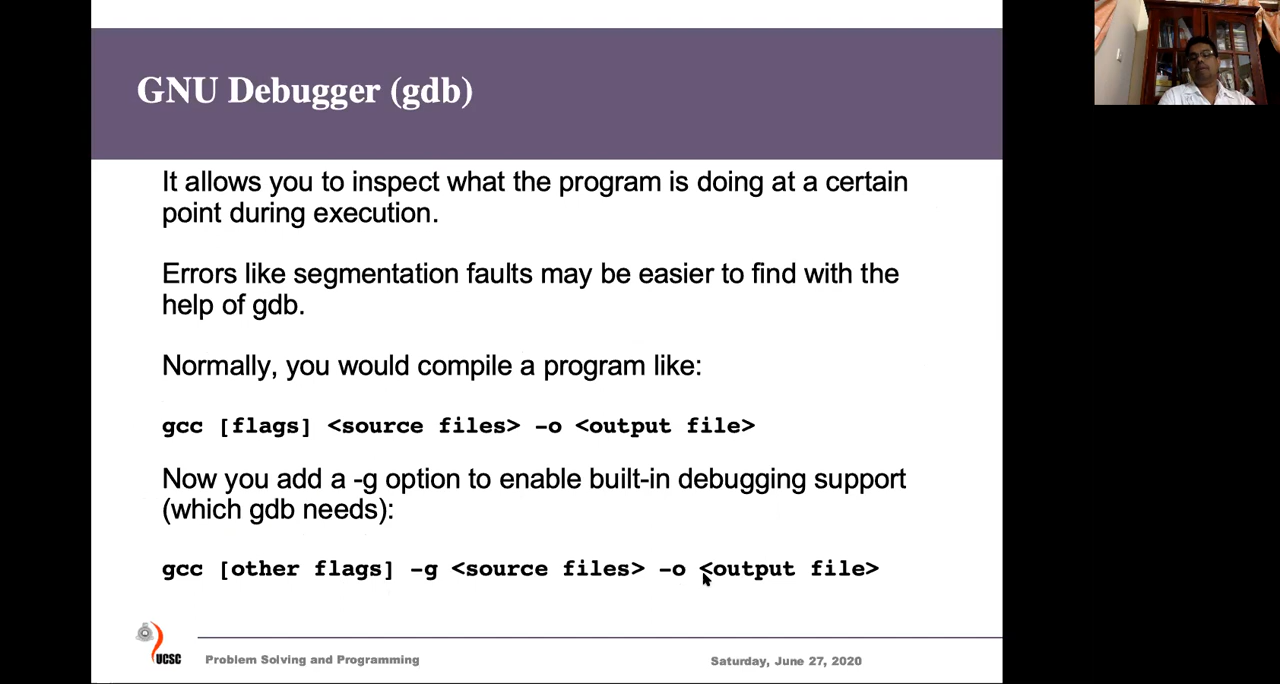 GNU Debugger (gdb)
It allows you to inspect what the program is doing at a certain
point during execution.
Errors like segmentation faults may be easier to find with the
help of gdb.
Normally, you would compile a program like:
gcc [flags] <source files> -o <output file>
Now you add a -g option to enable built-in debugging support
(which gdb needs):
gcc [other flags] -g <source files> -o <output file>
UCSC
Problem Solving and Programming
Saturday, June 27, 2020